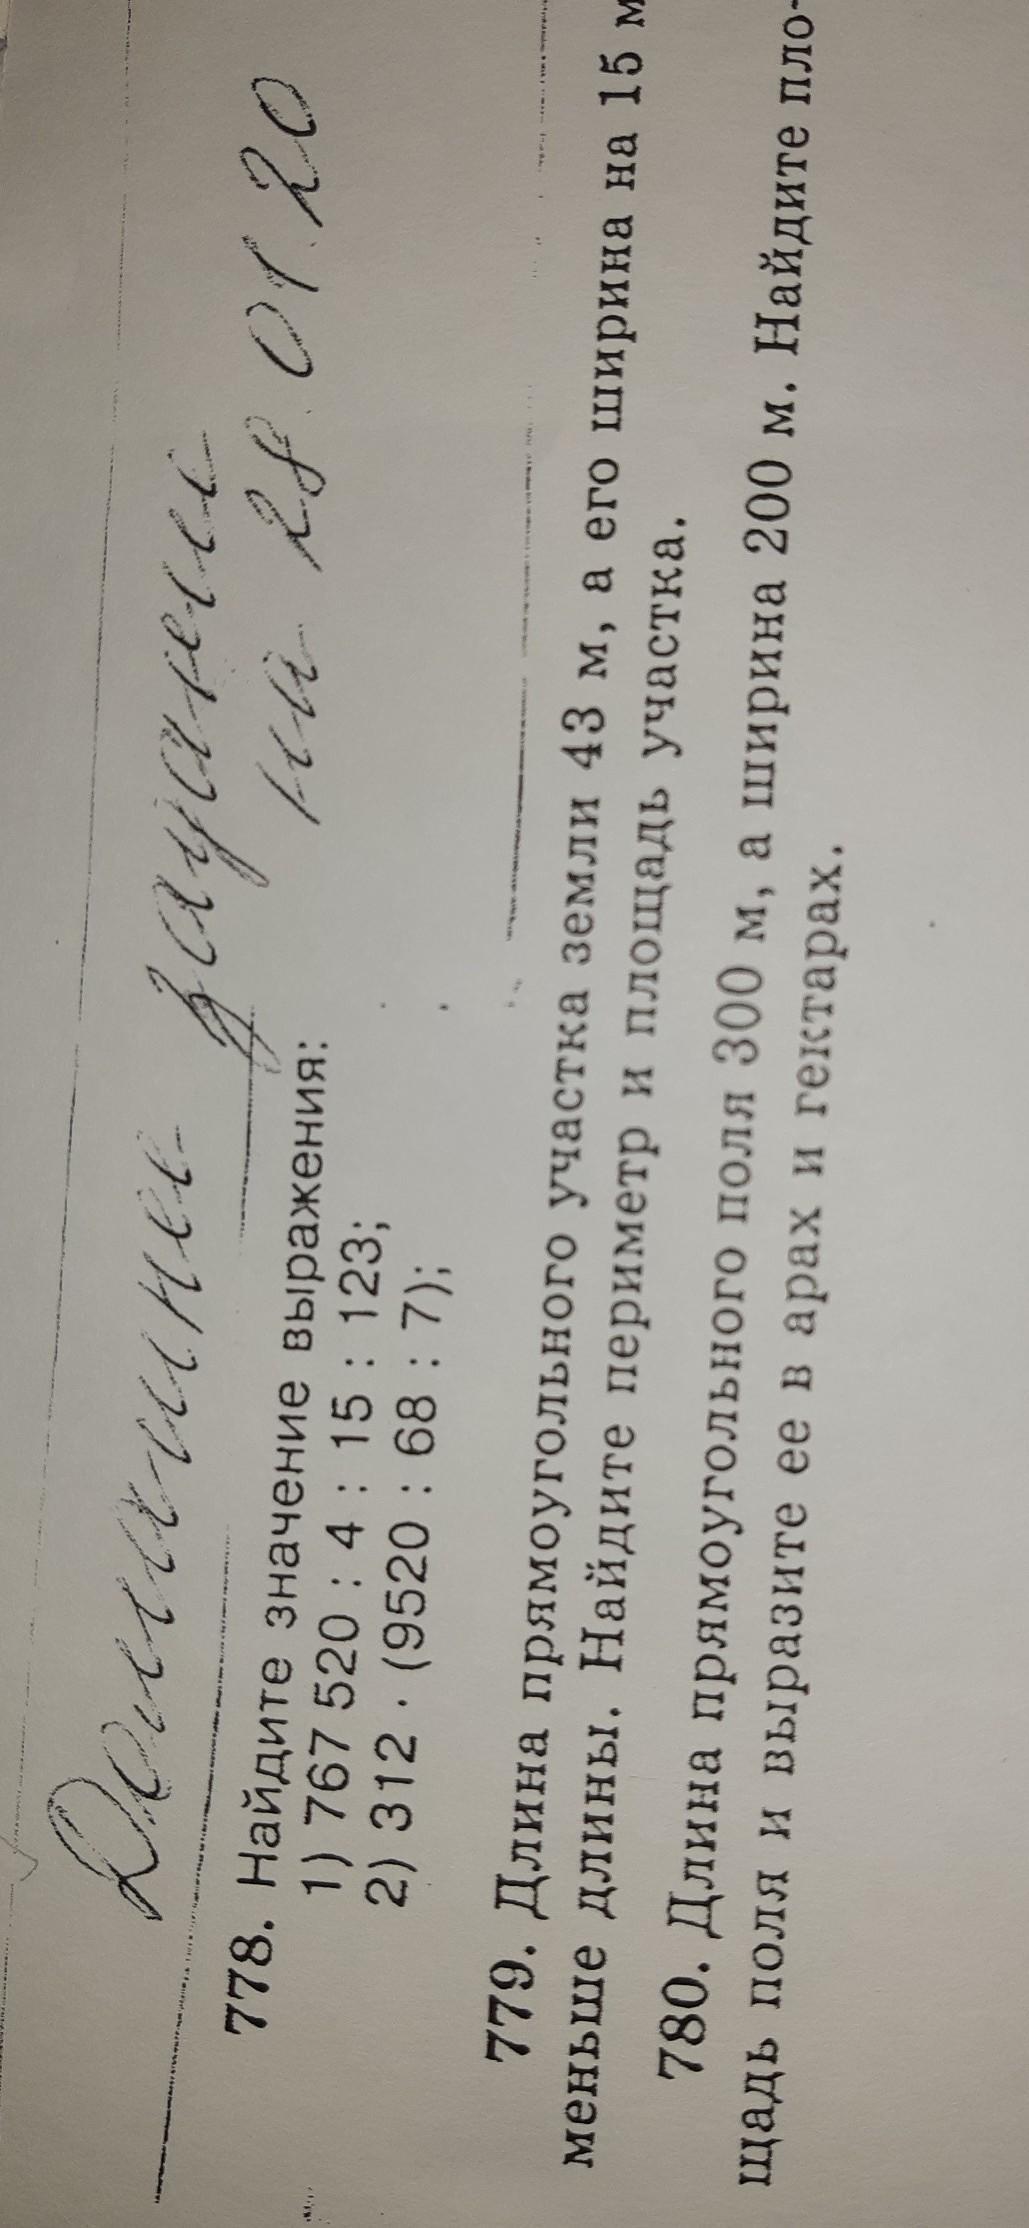 Домашнее задание
на 28.01.20
778. Найдите значение выражения:
1) 767 520 : 4 : 15 : 123;
2) 312 · (9520 : 68 : 7);
779. Длина прямоугольного участка земли 43 м, а его ширина на 15 м
меньше длины. Найдите периметр и площадь участка.
780. Длина прямоугольного поля 300 м, а ширина 200 м. Найдите пло-
щадь поля и выразите ее в арах и гектарах.